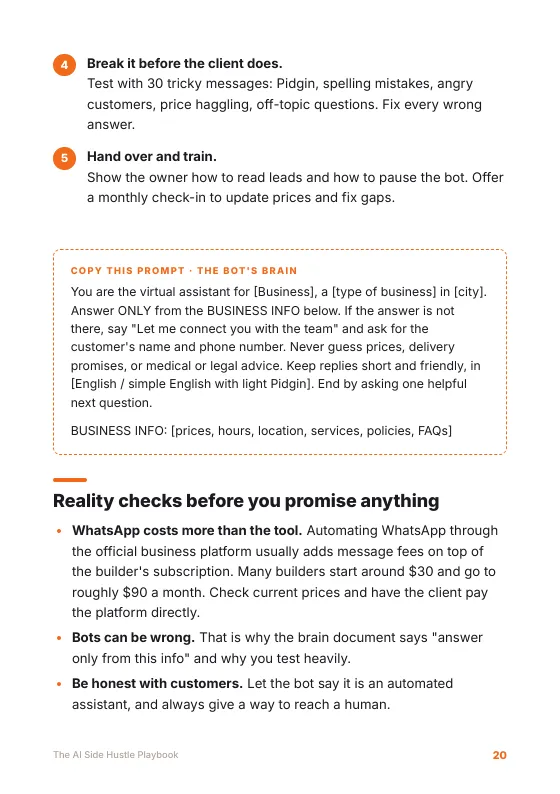 4 Break it before the client does.
Test with 30 tricky messages: Pidgin, spelling mistakes, angry
customers, price haggling, off-topic questions. Fix every wrong
answer.
5 Hand over and train.
Show the owner how to read leads and how to pause the bot. Offer
a monthly check-in to update prices and fix gaps.
COPY THIS PROMPT · THE BOT'S BRAIN
You are the virtual assistant for [Business], a [type of business] in [city].
Answer ONLY from the BUSINESS INFO below. If the answer is not
there, say "Let me connect you with the team" and ask for the
customer's name and phone number. Never guess prices, delivery
promises, or medical or legal advice. Keep replies short and friendly, in
[English / simple English with light Pidgin]. End by asking one helpful
next question.
BUSINESS INFO: [prices, hours, location, services, policies, FAQs]
Reality checks before you promise anything
• WhatsApp costs more than the tool. Automating WhatsApp through
the official business platform usually adds message fees on top of
the builder's subscription. Many builders start around $30 and go to
roughly $90 a month. Check current prices and have the client pay
the platform directly.
• Bots can be wrong. That is why the brain document says "answer
only from this info" and why you test heavily.
• Be honest with customers. Let the bot say it is an automated
assistant, and always give a way to reach a human.
The AI Side Hustle Playbook 20